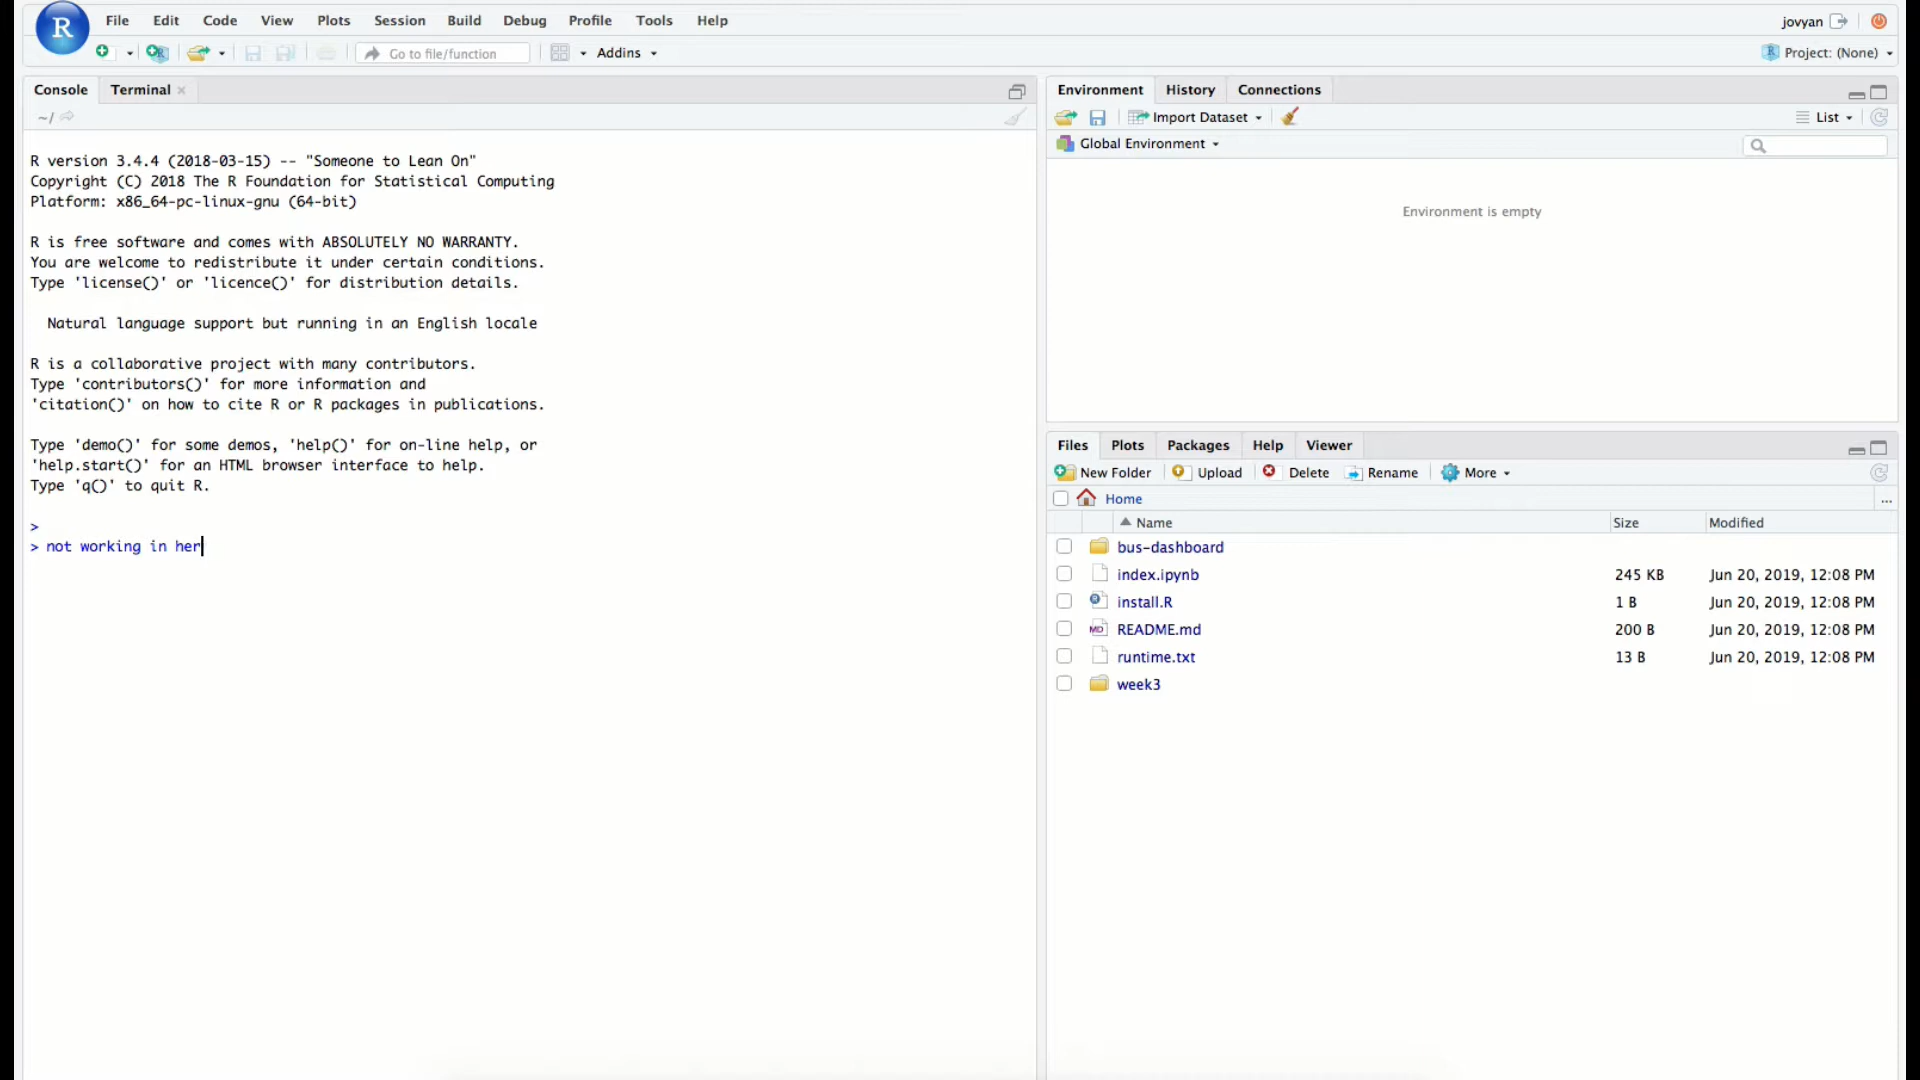 R
File Edit Code View Plots Session Build Debug Profile Tools Help
jovyan
Go to file/function
Addins
Project: (None)
Console Terminal
~/
R version 3.4.4 (2018-03-15) -- "Someone to Lean On"
Copyright (C) 2018 The R Foundation for Statistical Computing
Platform: x86_64-pc-linux-gnu (64-bit)
R is free software and comes with ABSOLUTELY NO WARRANTY.
You are welcome to redistribute it under certain conditions.
Type 'license()' or 'licence()' for distribution details.
Natural language support but running in an English locale
R is a collaborative project with many contributors.
Type 'contributors()' for more information and
'citation()' on how to cite R or R packages in publications.
Type 'demo()' for some demos, 'help()' for on-line help, or
'help.start()' for an HTML browser interface to help.
Type 'q()' to quit R.
>
> not working in her
Environment History Connections
Import Dataset
List
Global Environment
Environment is empty
Files Plots Packages Help Viewer
New Folder Upload Delete Rename More
Home ...
Name Size Modified
bus-dashboard
index.ipynb 245 KB Jun 20, 2019, 12:08 PM
install.R 1 B Jun 20, 2019, 12:08 PM
README.md 200 B Jun 20, 2019, 12:08 PM
runtime.txt 13 B Jun 20, 2019, 12:08 PM
week3